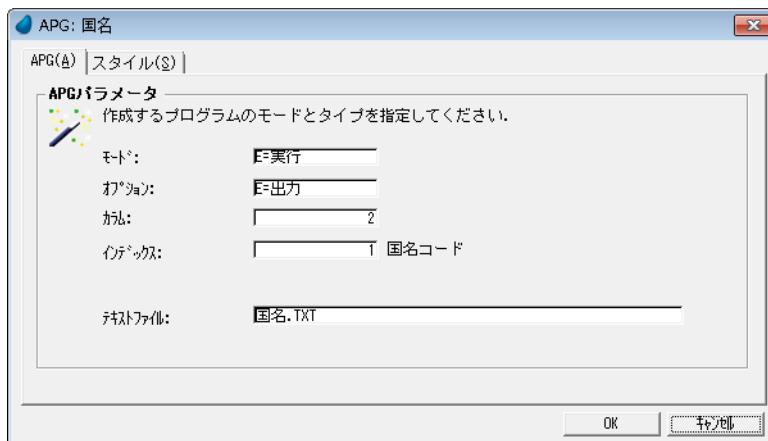 APG: 国名
APG(A) スタイル(S)
APGパラメータ
作成するプログラムのモードとタイプを指定してください.
ﾓｰﾄﾞ: E=実行
ｵﾌﾟｼｮﾝ: E=出力
ｶﾗﾑ: 2
ｲﾝﾃﾞｯｸｽ: 1 国名コード
ﾃｷｽﾄﾌｧｲﾙ: 国名.TXT
OK ｷｬﾝｾﾙ